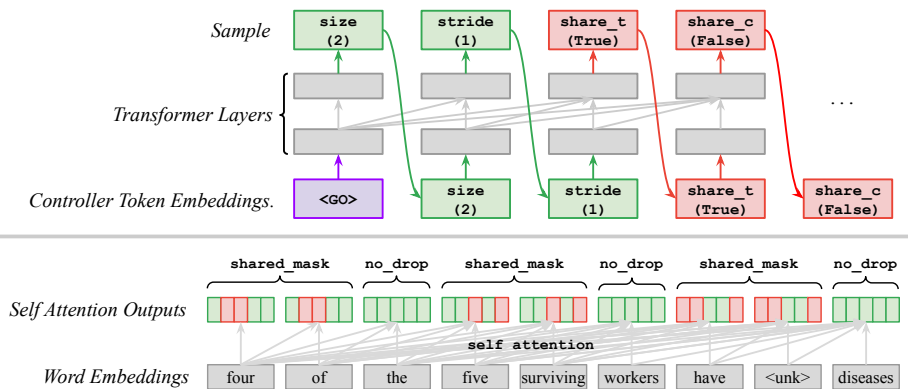 Sample
size
(2)
stride
(1)
share_t
(True)
share_c
(False)
Transformer Layers
...
Controller Token Embeddings.
<GO>
size
(2)
stride
(1)
share_t
(True)
share_c
(False)
shared_mask
no_drop
shared_mask
no_drop
shared_mask
no_drop
Self Attention Outputs
self attention
Word Embeddings
four
of
the
five
surviving
workers
have
<unk>
diseases